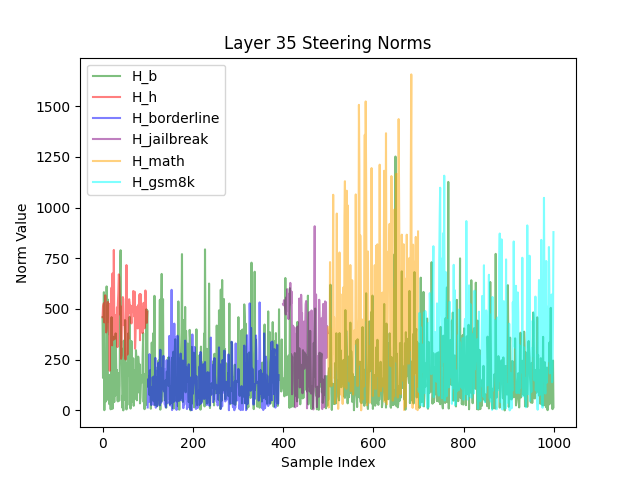 Layer 35 Steering Norms
H_b
H_h
H_borderline
H_jailbreak
H_math
H_gsm8k
Norm Value
1500
1250
1000
750
500
250
0
0 200 400 600 800 1000
Sample Index